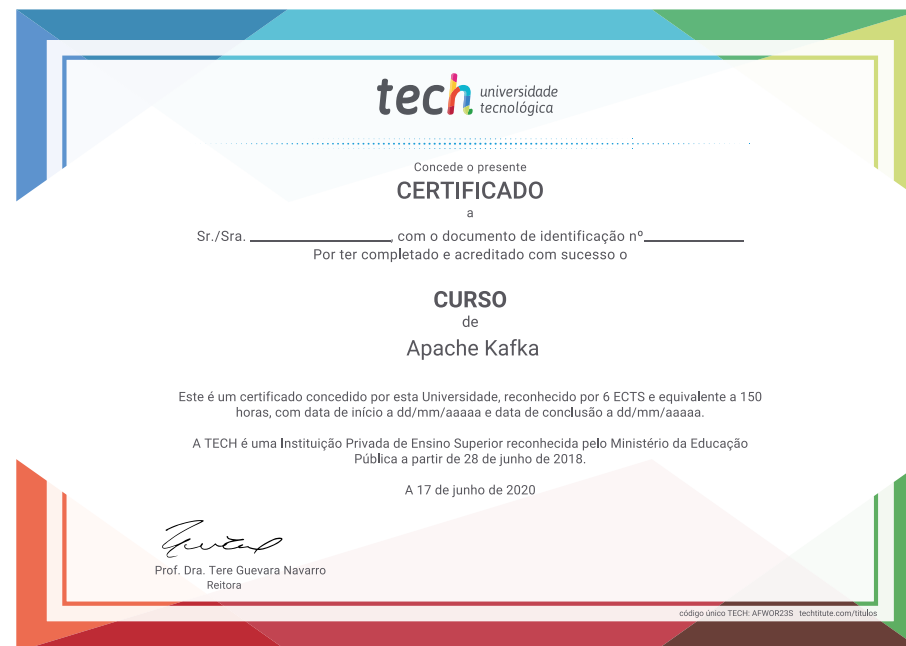 tech universidade
tecnológica
Concede o presente
CERTIFICADO
a
Sr./Sra. ________________, com o documento de identificação nº____________
Por ter completado e acreditado com sucesso o
CURSO
de
Apache Kafka
Este é um certificado concedido por esta Universidade, reconhecido por 6 ECTS e equivalente a 150
horas, com data de início a dd/mm/aaaaa e data de conclusão a dd/mm/aaaaa.
A TECH é uma Instituição Privada de Ensino Superior reconhecida pelo Ministério da Educação
Pública a partir de 28 de junho de 2018.
A 17 de junho de 2020
Prof. Dra. Tere Guevara Navarro
Reitora
código único TECH: AFWOR23S techtitute.com/titulos